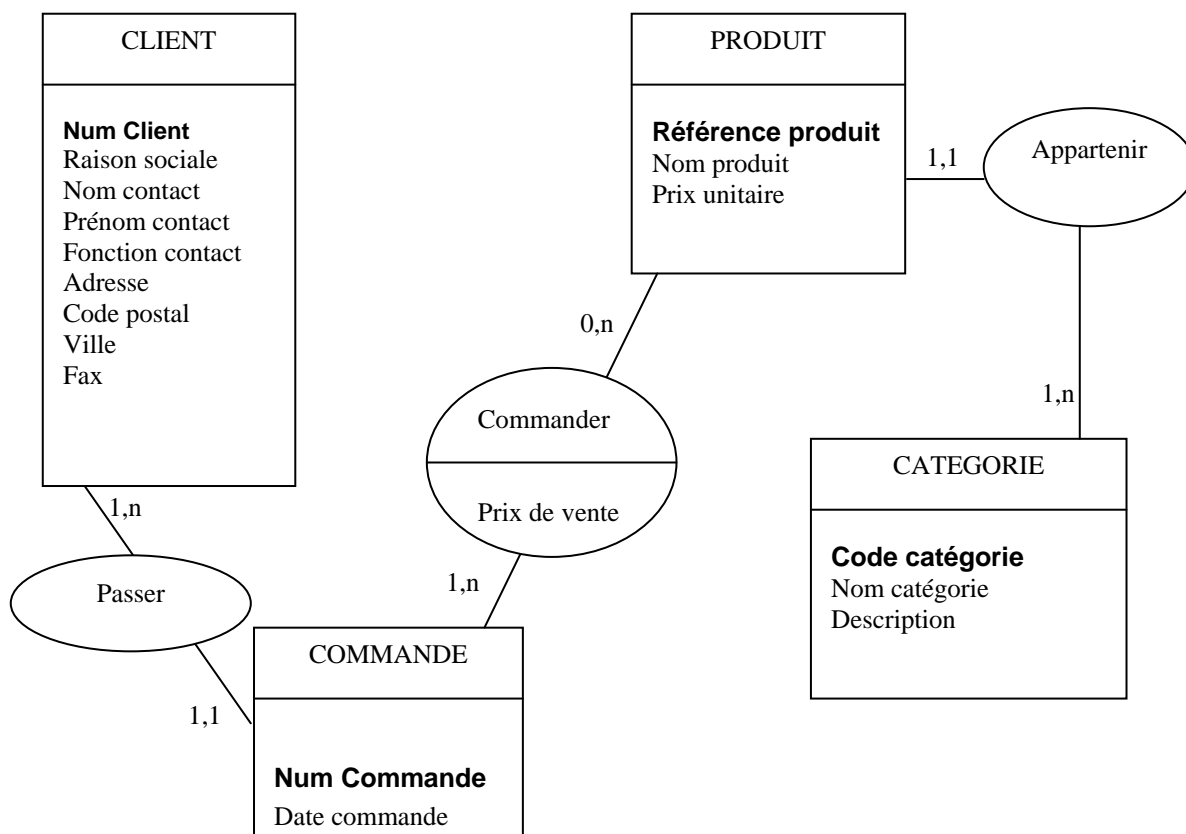 CLIENT
Num Client
Raison sociale
Nom contact
Prénom contact
Fonction contact
Adresse
Code postal
Ville
Fax
PRODUIT
Référence produit
Nom produit
Prix unitaire
1,1
Appartenir
0,n
1,n
Commander
Prix de vente
CATEGORIE
Code catégorie
Nom catégorie
Description
1,n
Passer
1,n
1,1
COMMANDE
Num Commande
Date commande